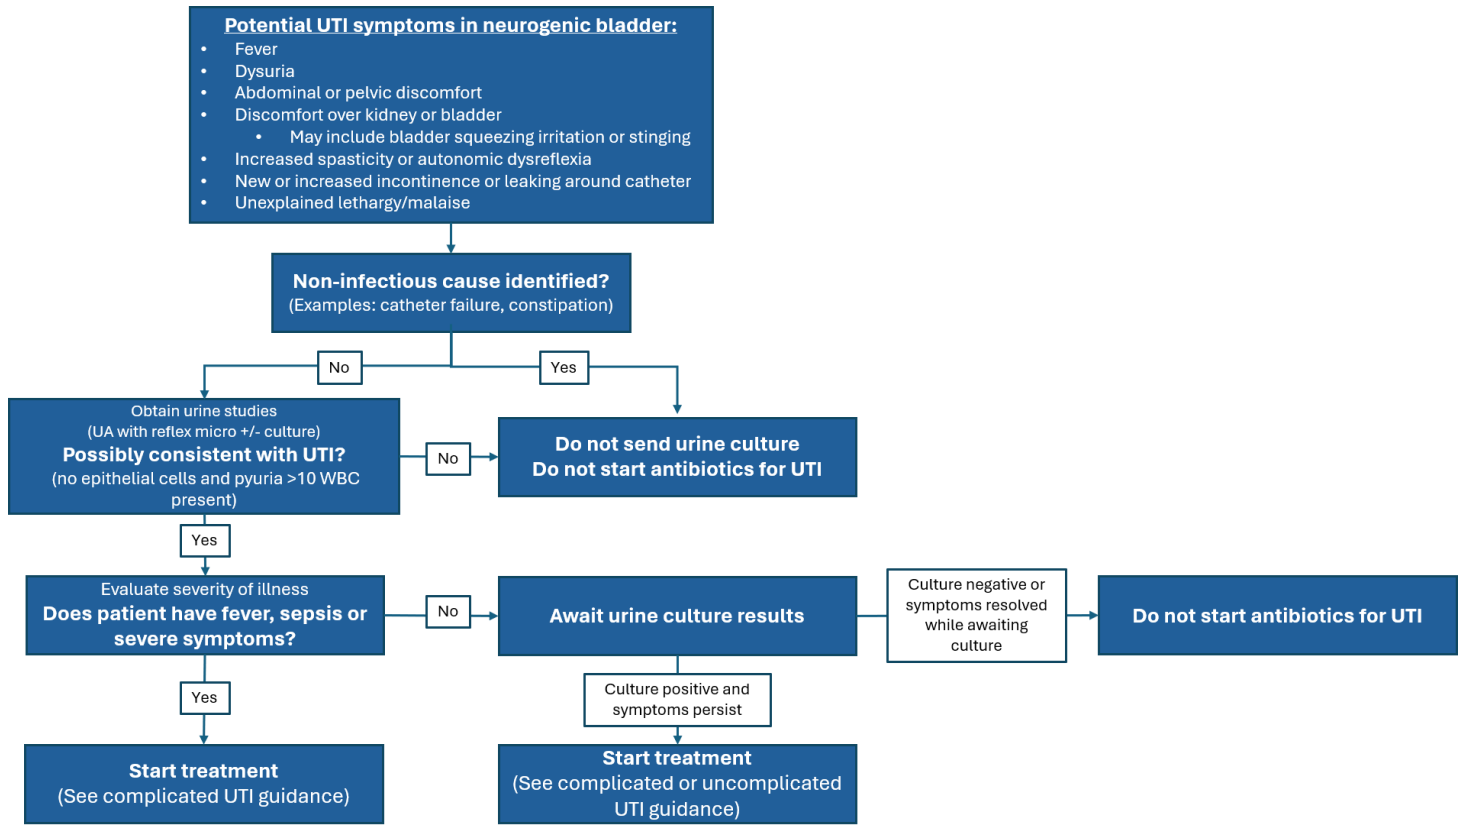 Potential UTI symptoms in neurogenic bladder:
• Fever
• Dysuria
• Abdominal or pelvic discomfort
• Discomfort over kidney or bladder
• May include bladder squeezing irritation or stinging
• Increased spasticity or autonomic dysreflexia
• New or increased incontinence or leaking around catheter
• Unexplained lethargy/malaise
Non-infectious cause identified?
(Examples: catheter failure, constipation)
No
Yes
Obtain urine studies
(UA with reflex micro +/- culture)
Possibly consistent with UTI?
(no epithelial cells and pyuria >10 WBC
present)
No
Do not send urine culture
Do not start antibiotics for UTI
Yes
Evaluate severity of illness
Does patient have fever, sepsis or
severe symptoms?
No
Await urine culture results
Culture negative or
symptoms resolved
while awaiting
culture
Do not start antibiotics for UTI
Yes
Culture positive and
symptoms persist
Start treatment
(See complicated UTI guidance)
Start treatment
(See complicated or uncomplicated
UTI guidance)